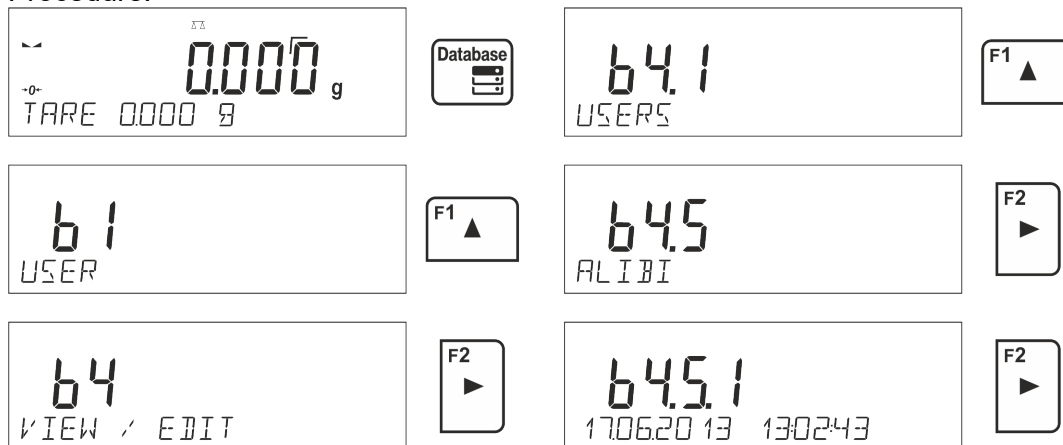 Procedure:
0.000 g
→0←
TARE 0.000 g
Database
b1
USER
F1
b4
VIEW / EDIT
F2
b4.1
USERS
F1
b4.5
ALIBI
F2
b4.5.1
17.06.2013 13:02:43
F2